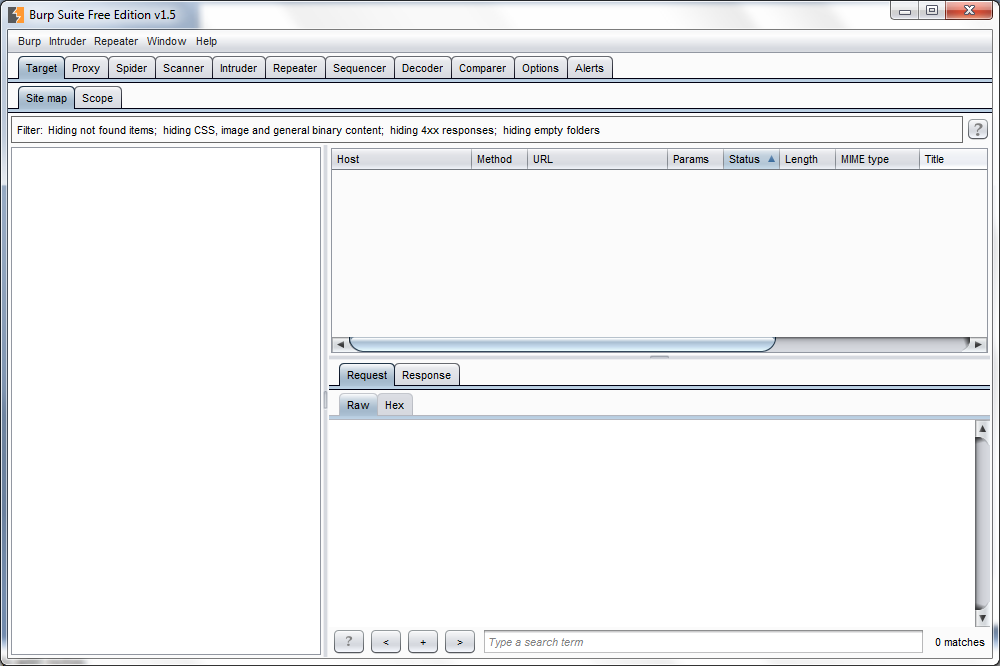 Burp Suite Free Edition v1.5
Burp Intruder Repeater Window Help
Target Proxy Spider Scanner Intruder Repeater Sequencer Decoder Comparer Options Alerts
Site map Scope
Filter: Hiding not found items; hiding CSS, image and general binary content; hiding 4xx responses; hiding empty folders ?
Host Method URL Params Status Length MIME type Title
Request Response
Raw Hex
? < + > Type a search term 0 matches